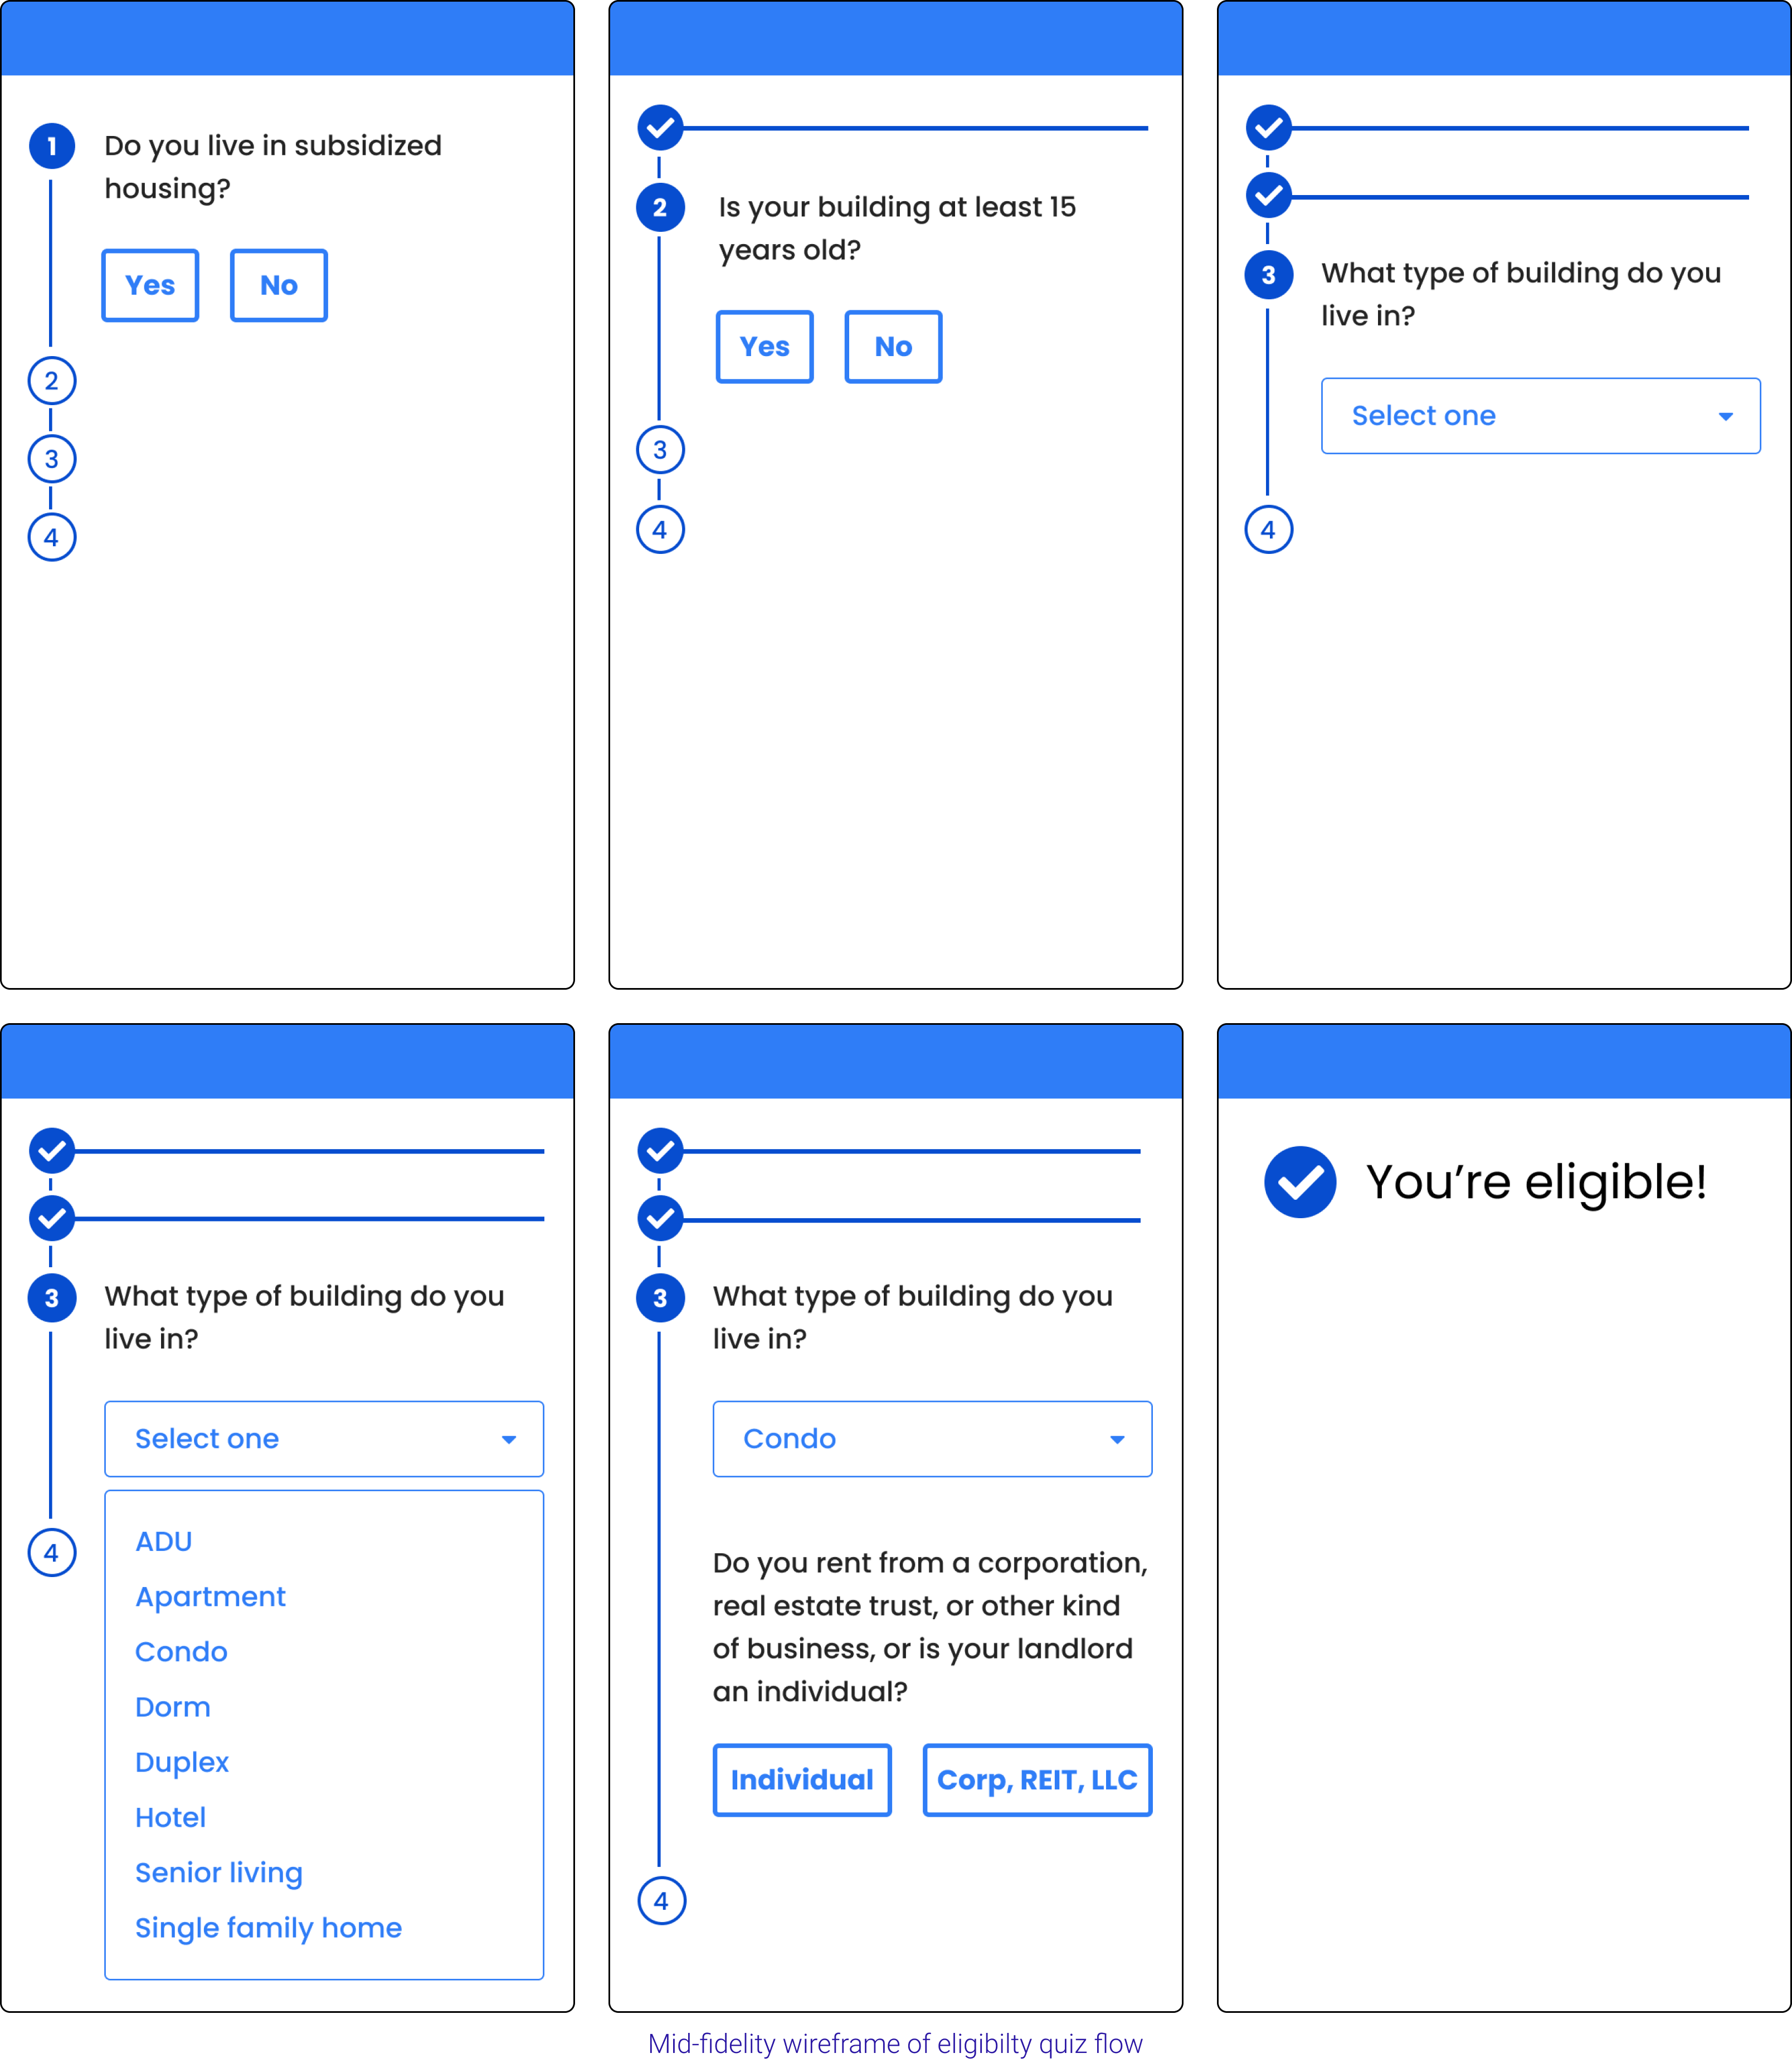 1
Do you live in subsidized
housing?
Yes
No
2
3
4
2
Is your building at least 15
years old?
Yes
No
3
4
3
What type of building do you
live in?
Select one
4
3
What type of building do you
live in?
Select one
ADU
Apartment
Condo
Dorm
Duplex
Hotel
Senior living
Single family home
4
3
What type of building do you
live in?
Condo
Do you rent from a corporation,
real estate trust, or other kind
of business, or is your landlord
an individual?
Individual
Corp, REIT, LLC
4
You’re eligible!
Mid-fidelity wireframe of eligibilty quiz flow